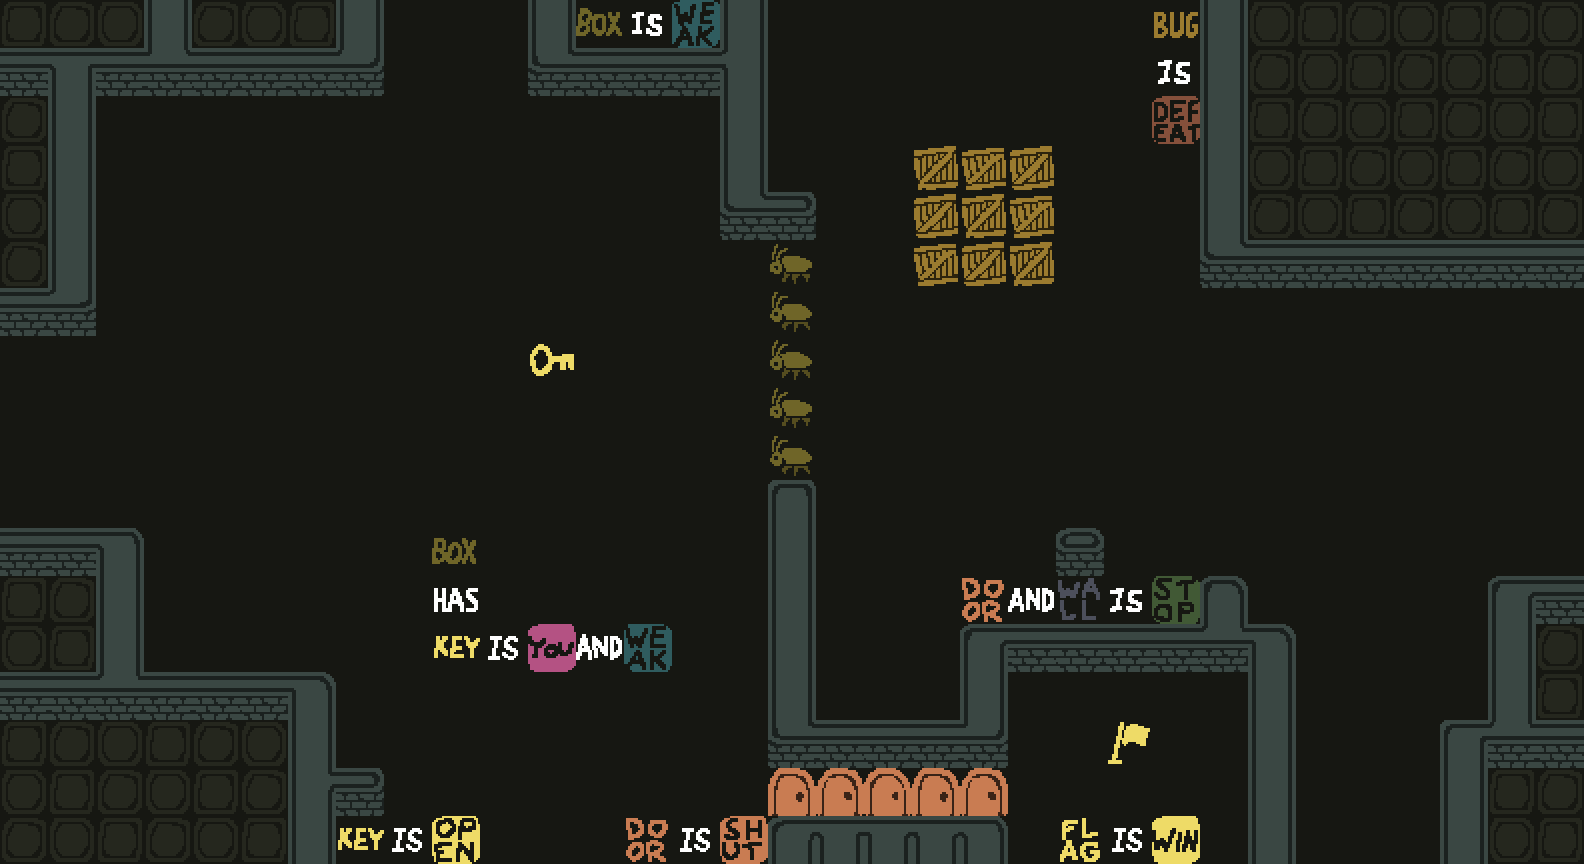 BOX IS WEAK
BUG
IS
DEFEAT
BOX
HAS
KEY IS YOU AND WEAK
DOOR AND WALL IS STOP
KEY IS OPEN
DOOR IS SHUT
FLAG IS WIN